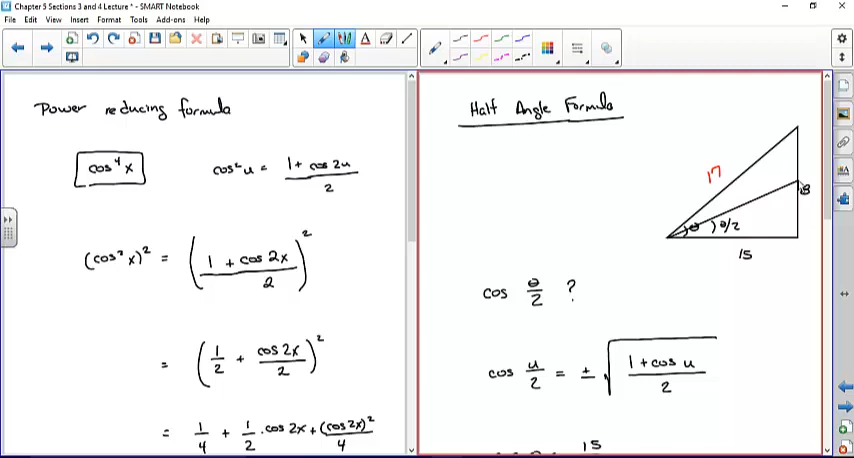 Chapter 5 Sections 3 and 4 Lecture * - SMART Notebook
File Edit View Insert Format Tools Add-ons Help
Power reducing formula
cos⁴x
cos²u = (1 + cos 2u)/2
(cos²x)² = ((1 + cos 2x)/2)²
= (1/2 + cos 2x/2)²
= 1/4 + 1/2 · cos 2x + (cos 2x)²/4
Half Angle Formula
17
8
θ ) θ/2
15
cos θ/2 ?
cos u/2 = ± √((1 + cos u)/2)
15